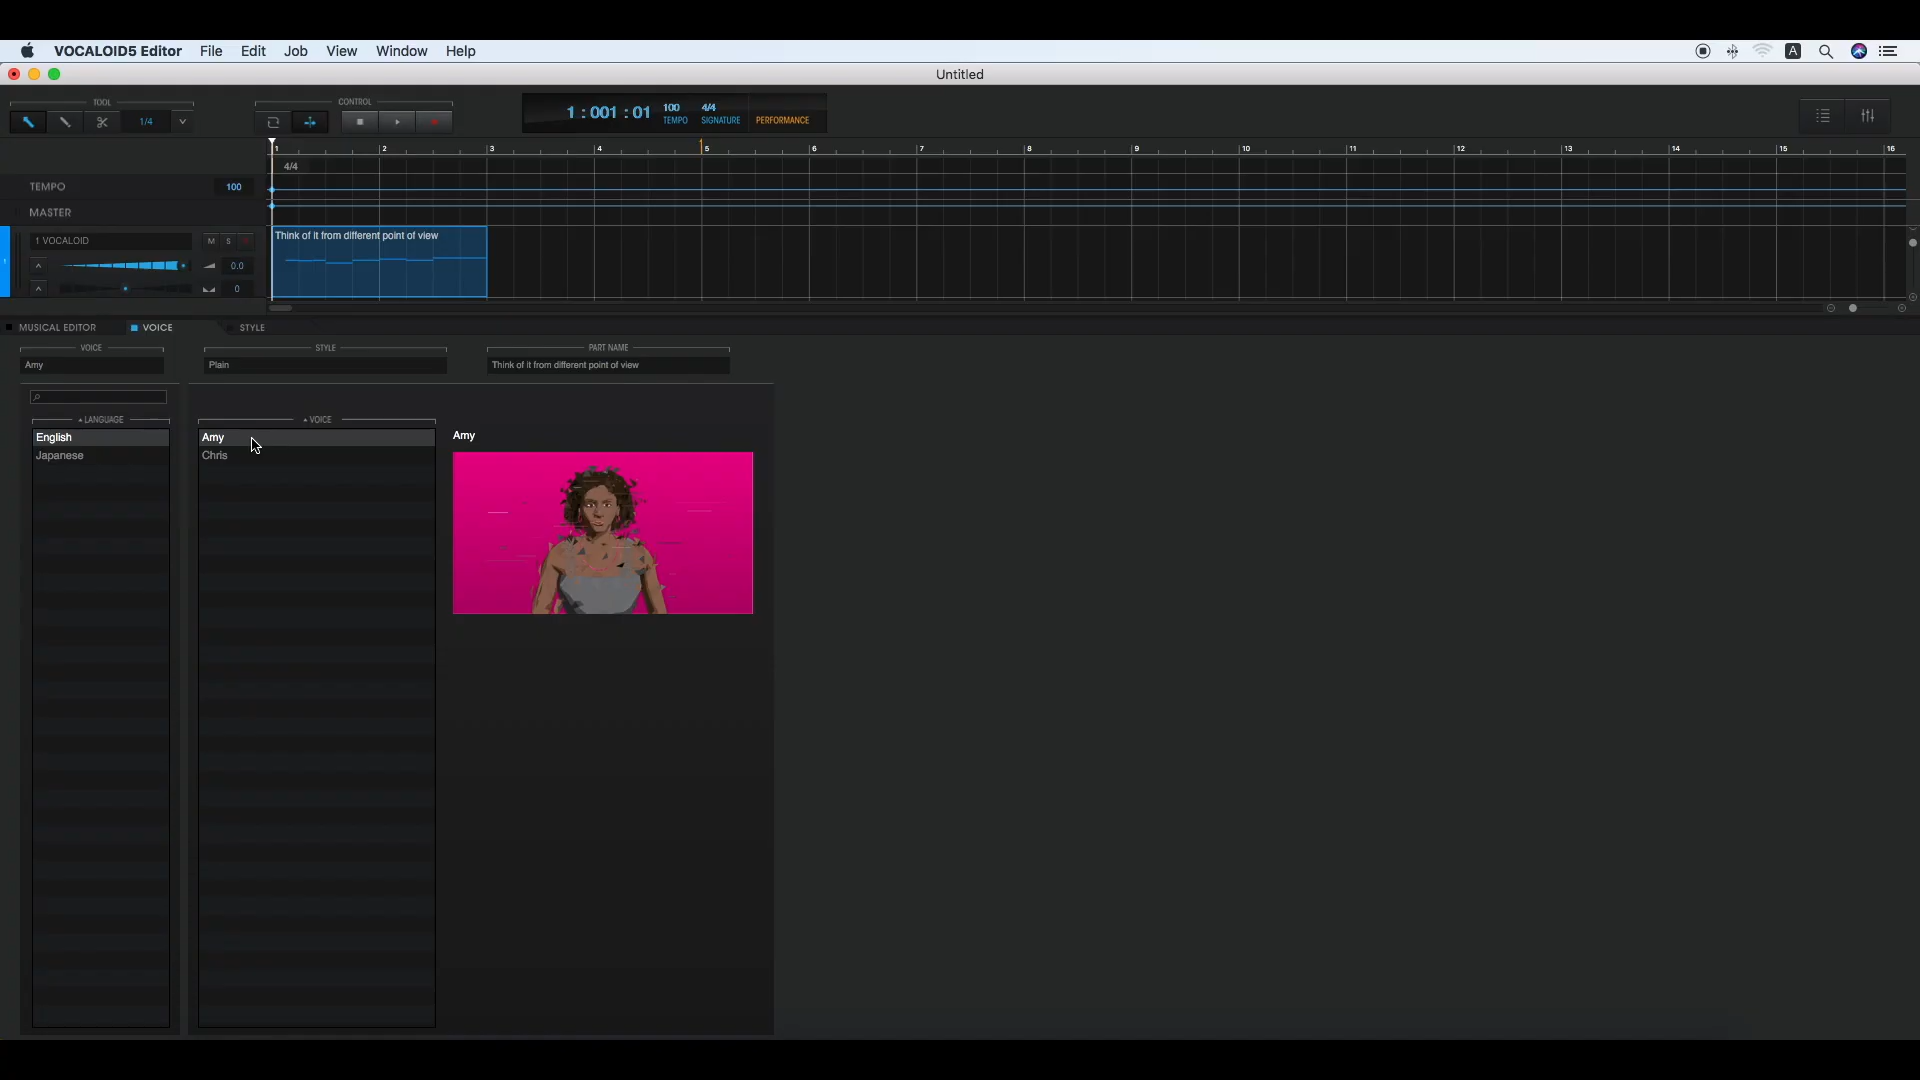 VOCALOID5 Editor File Edit Job View Window Help A
Untitled
TOOL CONTROL
1/4
1 : 001 : 01 100 4/4
TEMPO SIGNATURE PERFORMANCE
1 2 3 4 5 6 7 8 9 10 11 12 13 14 15 16
4/4
TEMPO 100
MASTER
1 VOCALOID M S
Think of it from different point of view
1
0.0
0
MUSICAL EDITOR VOICE STYLE
VOICE STYLE PART NAME
Amy Plain Think of it from different point of view
LANGUAGE VOICE
English Amy Amy
Japanese Chris